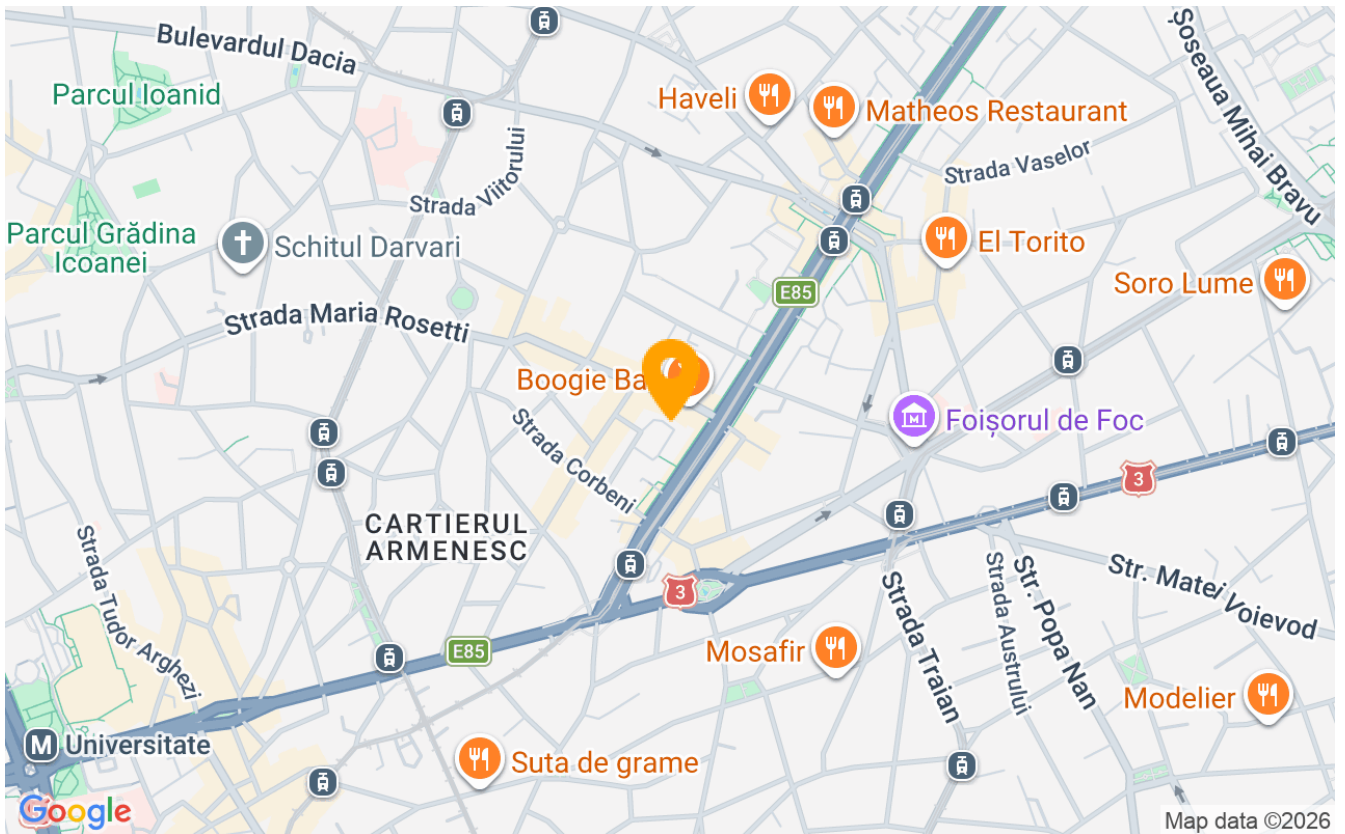 Bulevardul Dacia
Parcul Ioanid
Haveli
Matheos Restaurant
Șoseaua Mihai Bravu
Strada Vaselor
Strada Viitorului
Parcul Grădina
Icoanei
Schitul Darvari
El Torito
Soro Lume
E85
Strada Maria Rosetti
Boogie Ba
Foișorul de Foc
Strada Corbeni
3
CARTIERUL
ARMENESC
Strada Tudor Arghezi
3
Str. Matei Voievod
Strada Traian
Strada Austrului
Str. Popa Nan
E85
Mosafir
Modelier
M
Universitate
Suta de grame
Google
Map data ©2026